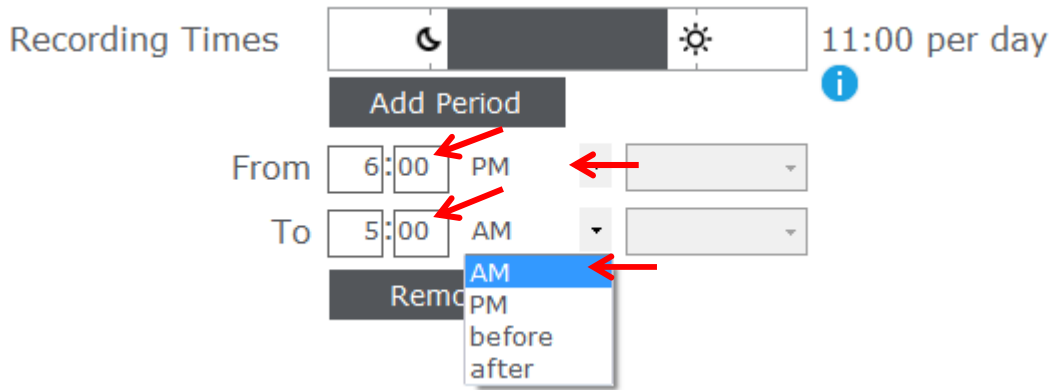 Recording Times 11:00 per day
i
Add Period
From 6:00 PM
To 5:00 AM
AM
Remo
PM
before
after